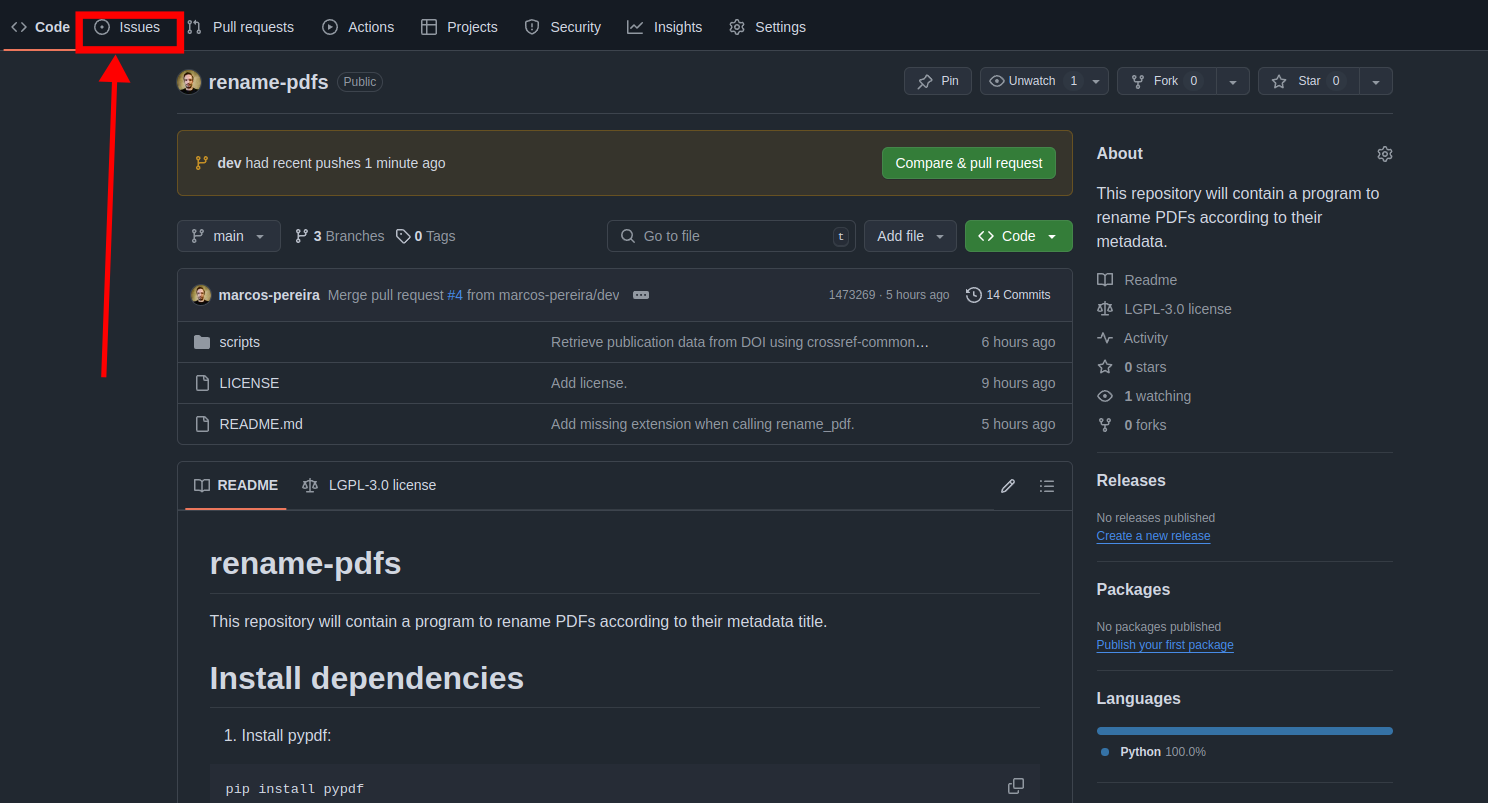 Code Issues Pull requests Actions Projects Security Insights Settings
rename-pdfs Public Pin Unwatch 1 Fork 0 Star 0
dev had recent pushes 1 minute ago Compare & pull request
main 3 Branches 0 Tags Go to file t Add file Code
marcos-pereira Merge pull request #4 from marcos-pereira/dev 1473269 · 5 hours ago 14 Commits
scripts Retrieve publication data from DOI using crossref-common… 6 hours ago
LICENSE Add license. 9 hours ago
README.md Add missing extension when calling rename_pdf. 5 hours ago
README LGPL-3.0 license
rename-pdfs
This repository will contain a program to rename PDFs according to their metadata title.
Install dependencies
1. Install pypdf:
pip install pypdf
About
This repository will contain a program to
rename PDFs according to their
metadata.
Readme
LGPL-3.0 license
Activity
0 stars
1 watching
0 forks
Releases
No releases published
Create a new release
Packages
No packages published
Publish your first package
Languages
Python 100.0%